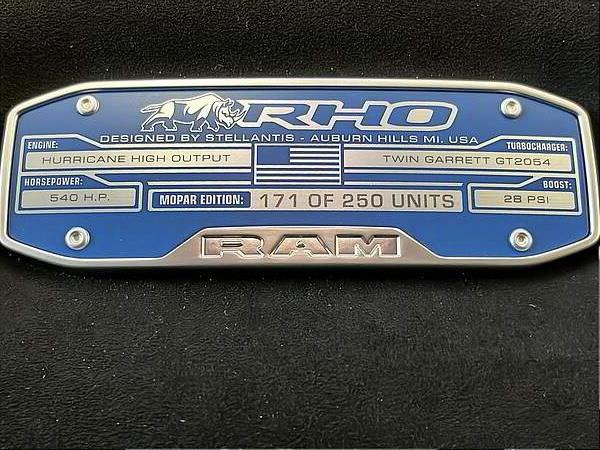 RHO
DESIGNED BY STELLANTIS - AUBURN HILLS MI. USA
ENGINE:
HURRICANE HIGH OUTPUT
TURBOCHARGER:
TWIN GARRETT GT2054
HORSEPOWER:
540 H.P.
MOPAR EDITION: 171 OF 250 UNITS
BOOST:
28 PSI
RAM